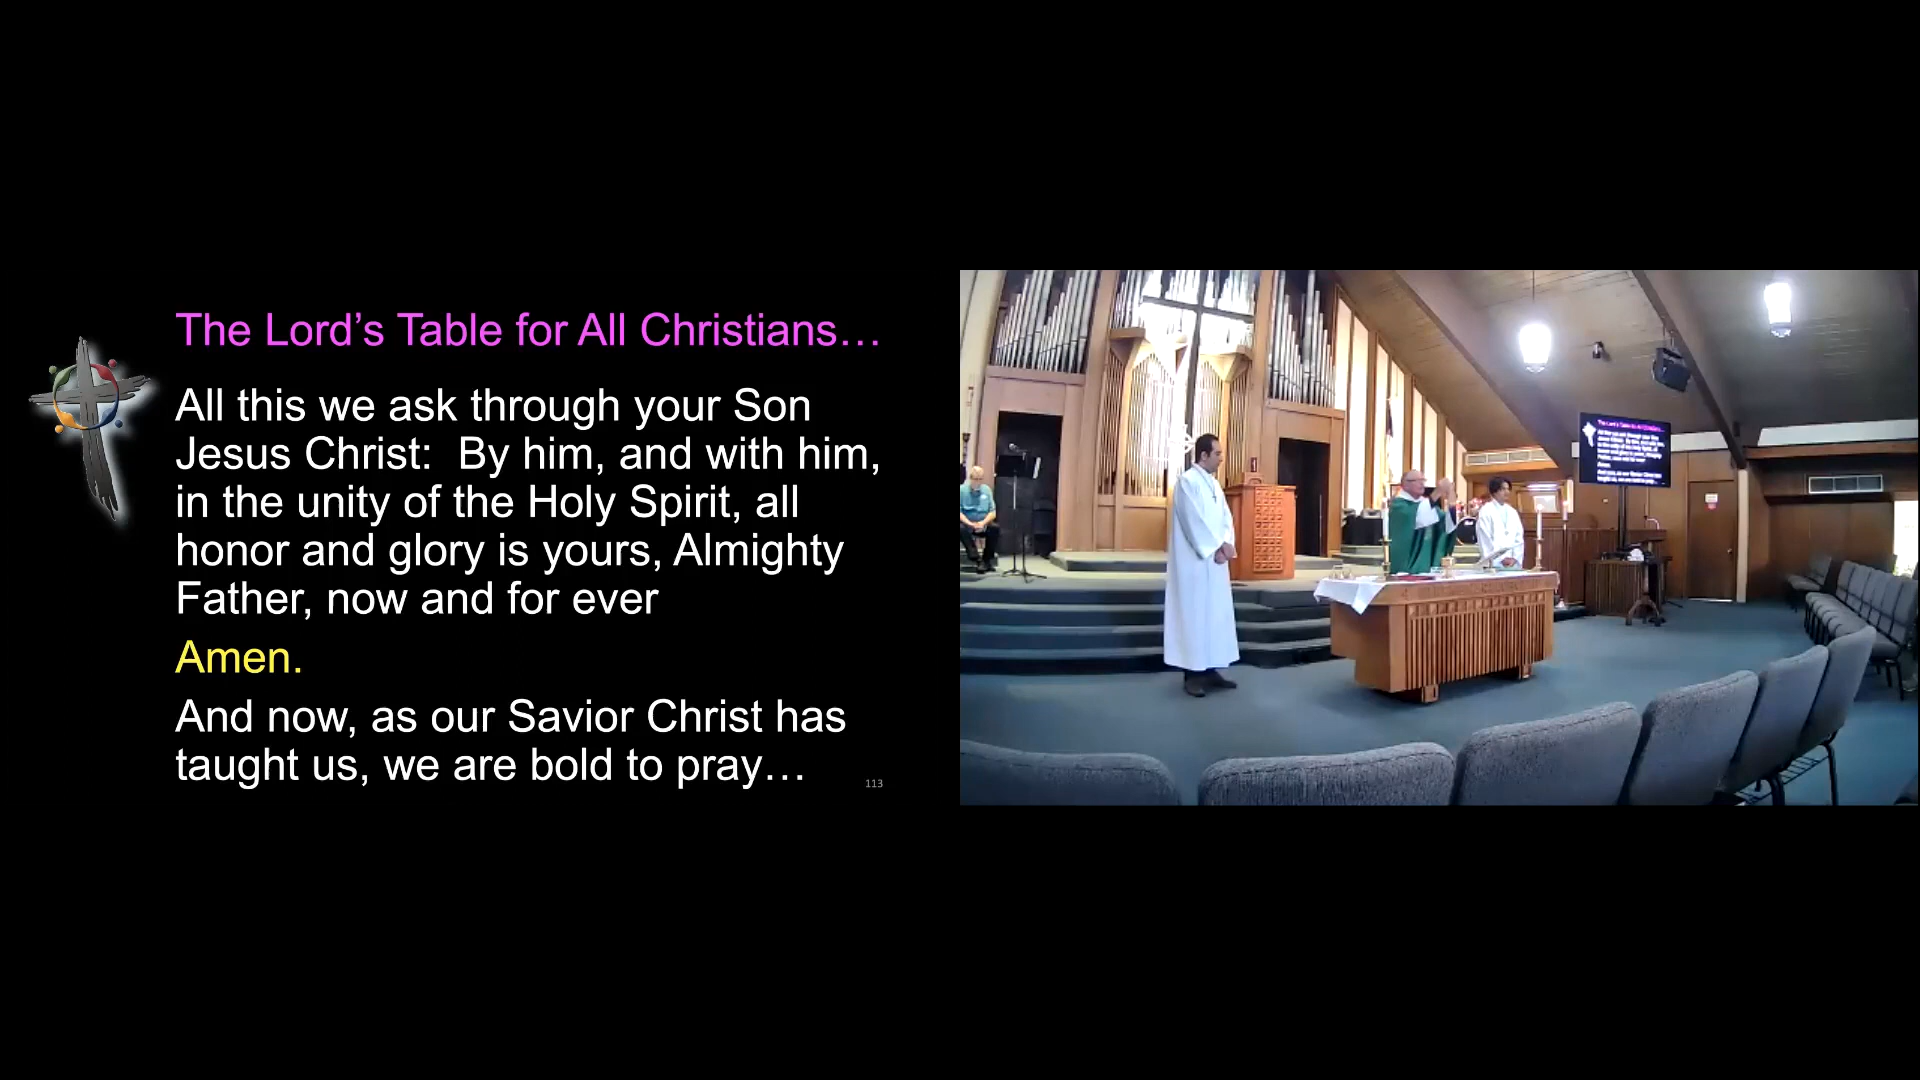 The Lord’s Table for All Christians…
All this we ask through your Son
Jesus Christ:  By him, and with him,
in the unity of the Holy Spirit, all
honor and glory is yours, Almighty
Father, now and for ever
Amen.
And now, as our Savior Christ has
taught us, we are bold to pray…
113